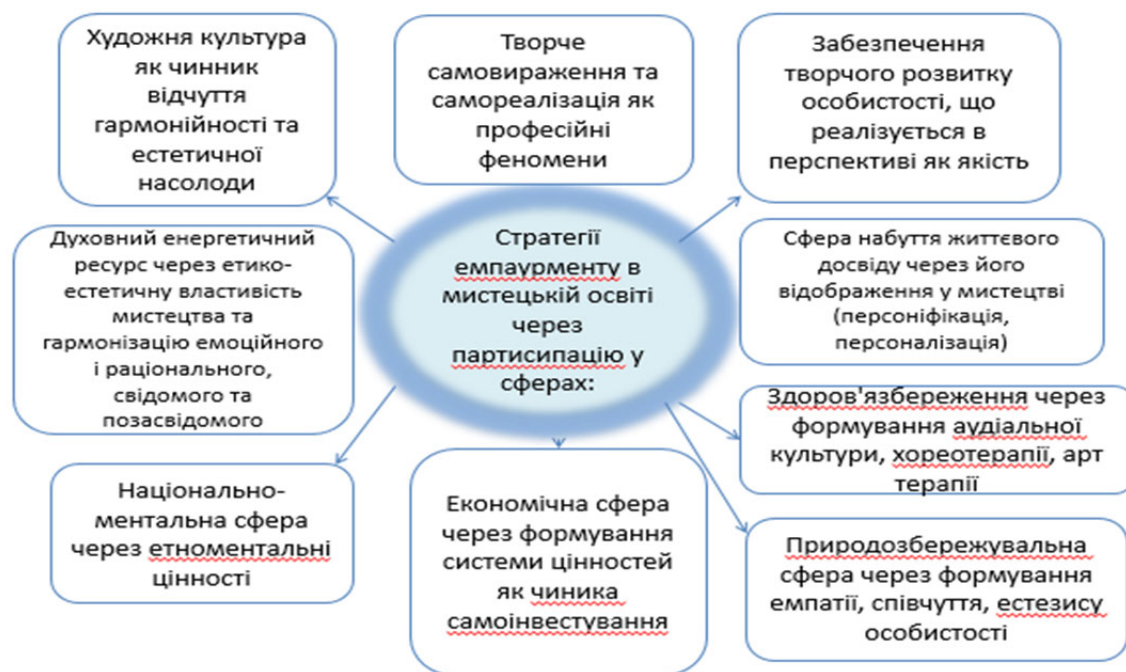 Художня культура
як чинник
відчуття
гармонійності та
естетичної
насолоди
Творче
самовираження та
самореалізація як
професійні
феномени
Забезпечення
творчого розвитку
особистості, що
реалізується в
перспективі як якість
Духовний енергетичний
ресурс через етико-
естетичну властивість
мистецтва та
гармонізацію емоційного
і раціонального,
свідомого та
позасвідомого
Стратегії
емпаурменту в
мистецькій освіті
через
партисипацію у
сферах:
Сфера набуття життєвого
досвіду через його
відображення у мистецтві
(персоніфікація,
персоналізація)
Здоров'язбереження через
формування аудіальної
культури, хореотерапії, арт
терапії
Національно-
ментальна сфера
через етноментальні
цінності
Економічна сфера
через формування
системи цінностей
як чиника
самоінвестування
Природозбережувальна
сфера через формування
емпатії, співчуття, естезису
особистості